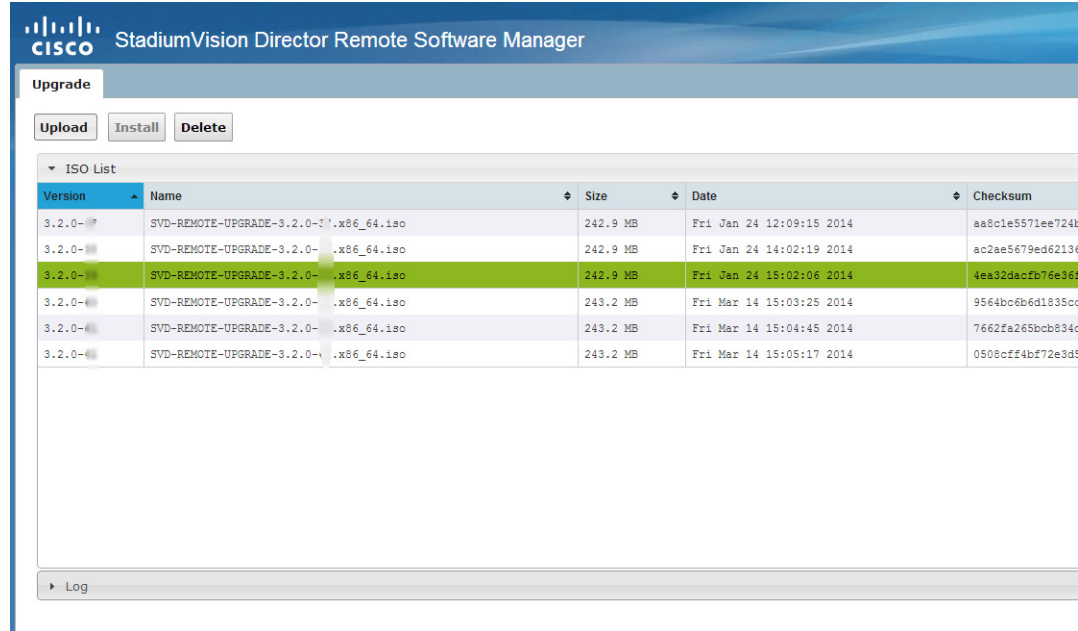 CISCO StadiumVision Director Remote Software Manager
Upgrade
Upload Install Delete
ISO List
Version Name Size Date Checksum
3.2.0- SVD-REMOTE-UPGRADE-3.2.0- .x86_64.iso 242.9 MB Fri Jan 24 12:09:15 2014 aa8c1e5571ee724b
3.2.0- SVD-REMOTE-UPGRADE-3.2.0- .x86_64.iso 242.9 MB Fri Jan 24 14:02:19 2014 ac2ae5679ed62136
3.2.0- SVD-REMOTE-UPGRADE-3.2.0- .x86_64.iso 242.9 MB Fri Jan 24 15:02:06 2014 4ea32dacfb76e36f
3.2.0- SVD-REMOTE-UPGRADE-3.2.0- .x86_64.iso 243.2 MB Fri Mar 14 15:03:25 2014 9564bc6b6d1835cc
3.2.0- SVD-REMOTE-UPGRADE-3.2.0- .x86_64.iso 243.2 MB Fri Mar 14 15:04:45 2014 7662fa265bcb834c
3.2.0- SVD-REMOTE-UPGRADE-3.2.0- .x86_64.iso 243.2 MB Fri Mar 14 15:05:17 2014 0508cff4bf72e3d5
Log